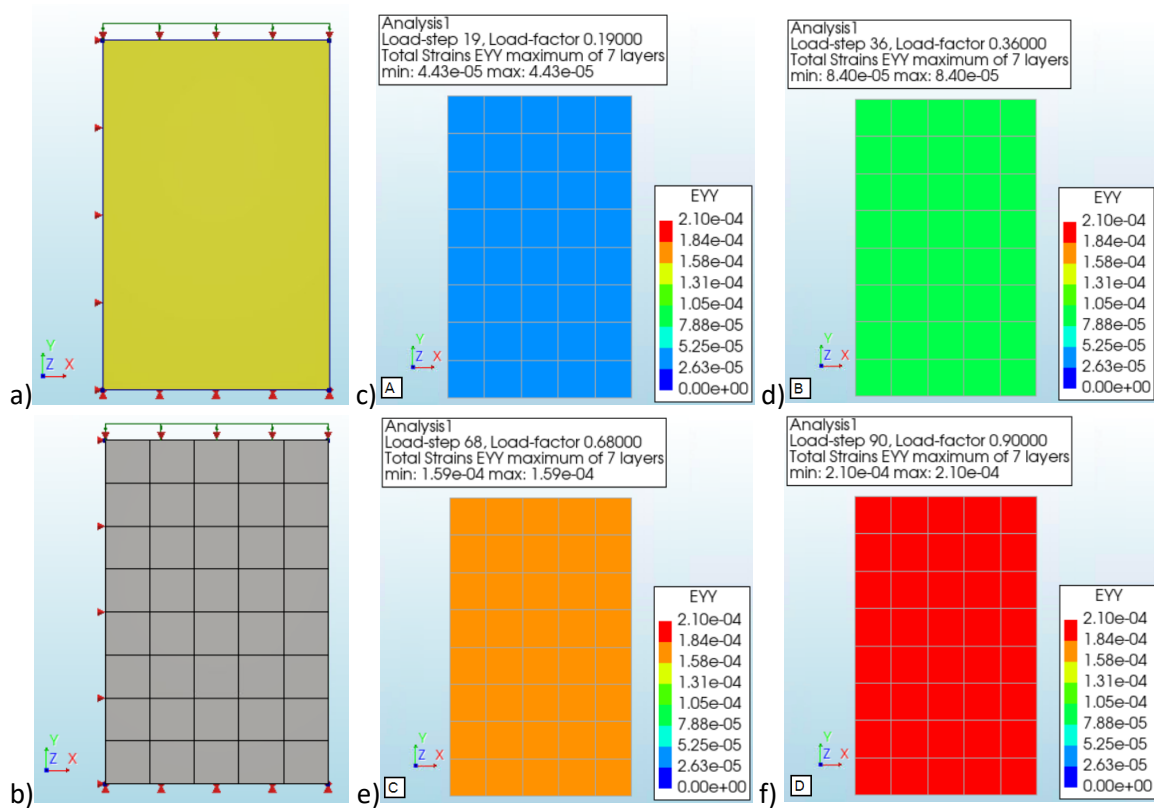 Analysis1
Load-step 19, Load-factor 0.19000
Total Strains EYY maximum of 7 layers
min: 4.43e-05 max: 4.43e-05
Analysis1
Load-step 36, Load-factor 0.36000
Total Strains EYY maximum of 7 layers
min: 8.40e-05 max: 8.40e-05
EYY
2.10e-04
1.84e-04
1.58e-04
1.31e-04
1.05e-04
7.88e-05
5.25e-05
2.63e-05
0.00e+00
EYY
2.10e-04
1.84e-04
1.58e-04
1.31e-04
1.05e-04
7.88e-05
5.25e-05
2.63e-05
0.00e+00
Y
Z X
a)
Y
Z X
c) A
Y
Z X
d) B
Analysis1
Load-step 68, Load-factor 0.68000
Total Strains EYY maximum of 7 layers
min: 1.59e-04 max: 1.59e-04
Analysis1
Load-step 90, Load-factor 0.90000
Total Strains EYY maximum of 7 layers
min: 2.10e-04 max: 2.10e-04
EYY
2.10e-04
1.84e-04
1.58e-04
1.31e-04
1.05e-04
7.88e-05
5.25e-05
2.63e-05
0.00e+00
EYY
2.10e-04
1.84e-04
1.58e-04
1.31e-04
1.05e-04
7.88e-05
5.25e-05
2.63e-05
0.00e+00
Y
Z X
b)
Y
Z X
e) C
Y
Z X
f) D